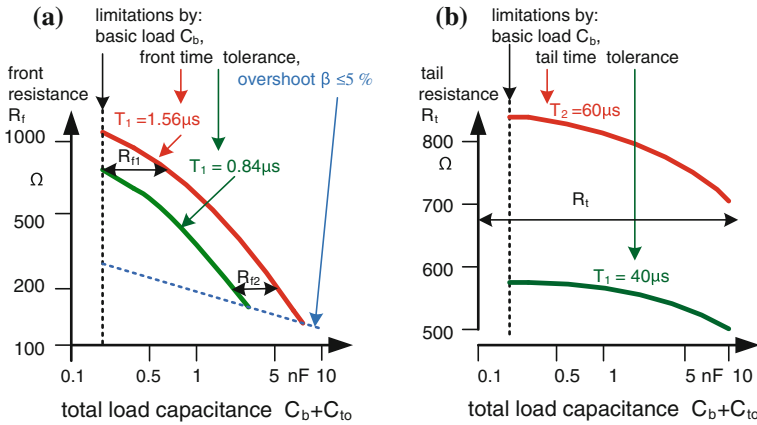 (a)
limitations by:
basic load Cb,
front time tolerance,
overshoot β ≤5 %
front
resistance
Rf
T1 =1.56µs
1000
Rf1
Ω
T1 = 0.84µs
500
Rf2
200
100
0.1 0.5 1 5 nF 10
total load capacitance Cb+Cto
(b)
limitations by:
basic load Cb,
tail time tolerance
tail
resistance
Rt
T2 = 60µs
800
Ω
700
Rt
600
T1 = 40µs
500
0.1 0.5 1 5 nF 10
total load capacitance Cb+Cto